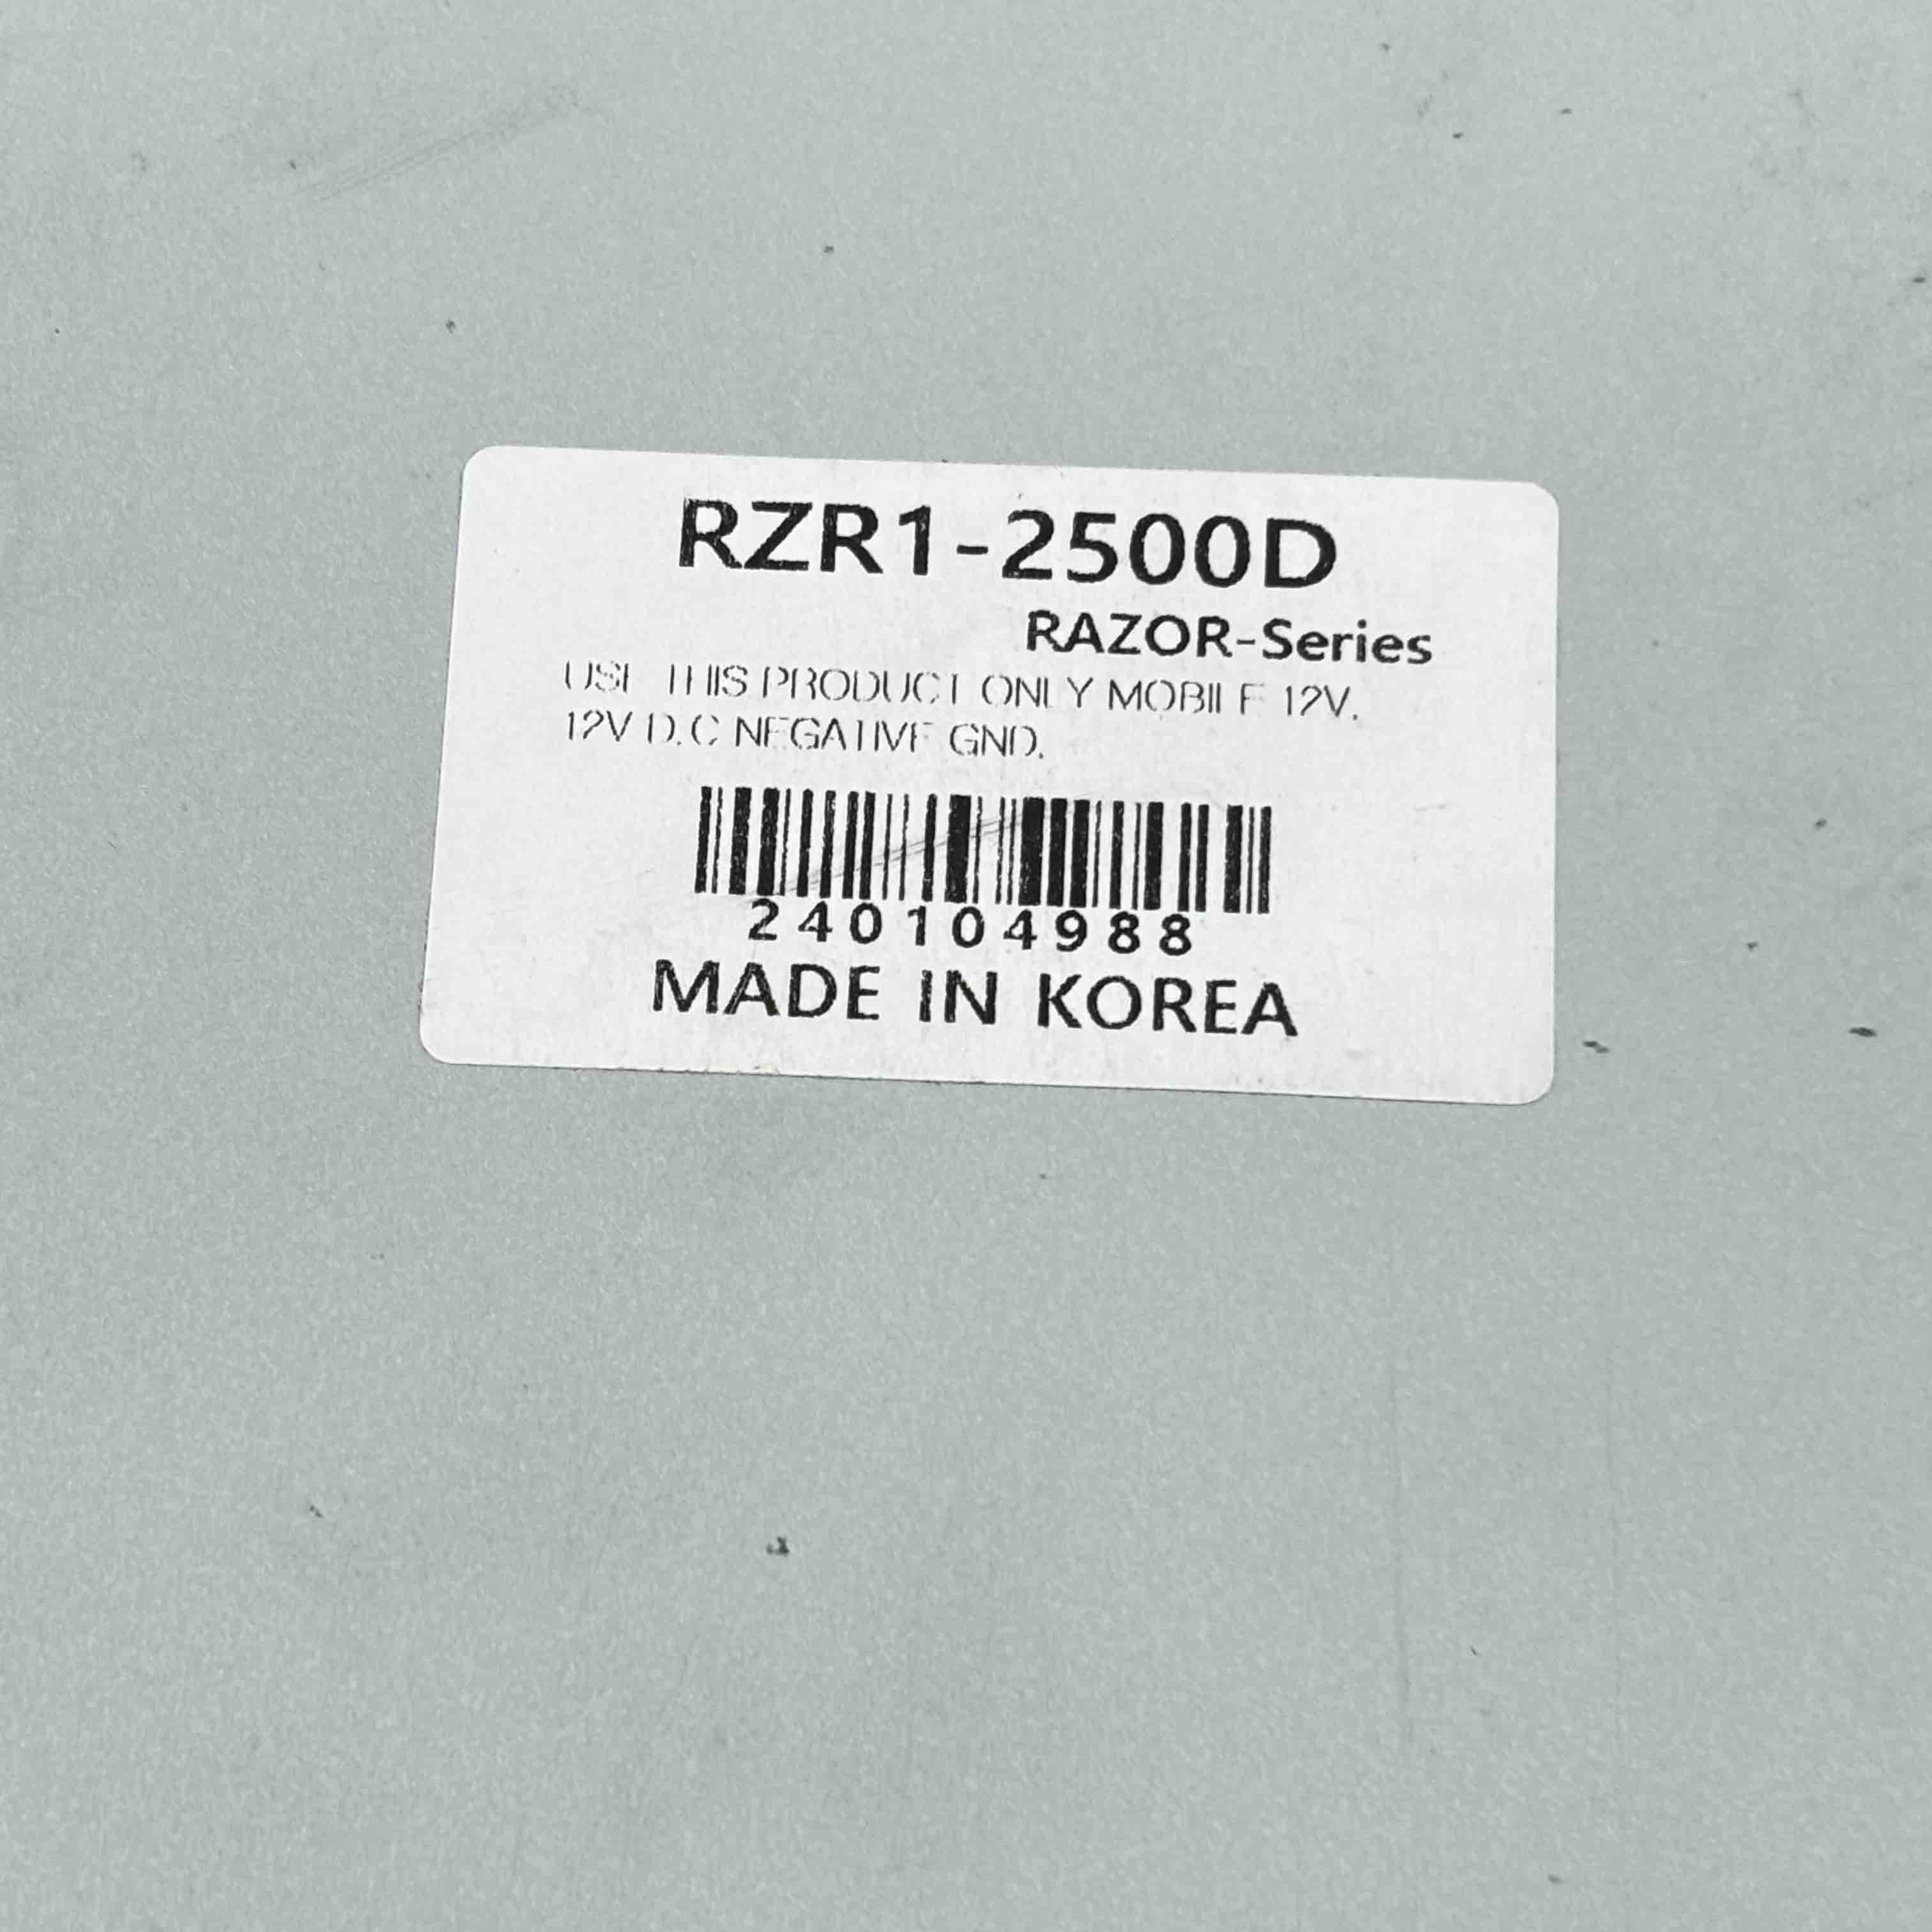 RZR1-2500D
RAZOR-Series
USE THIS PRODUCT ONLY MOBILE 12V.
12V D.C NEGATIVE GND.
240104988
MADE IN KOREA